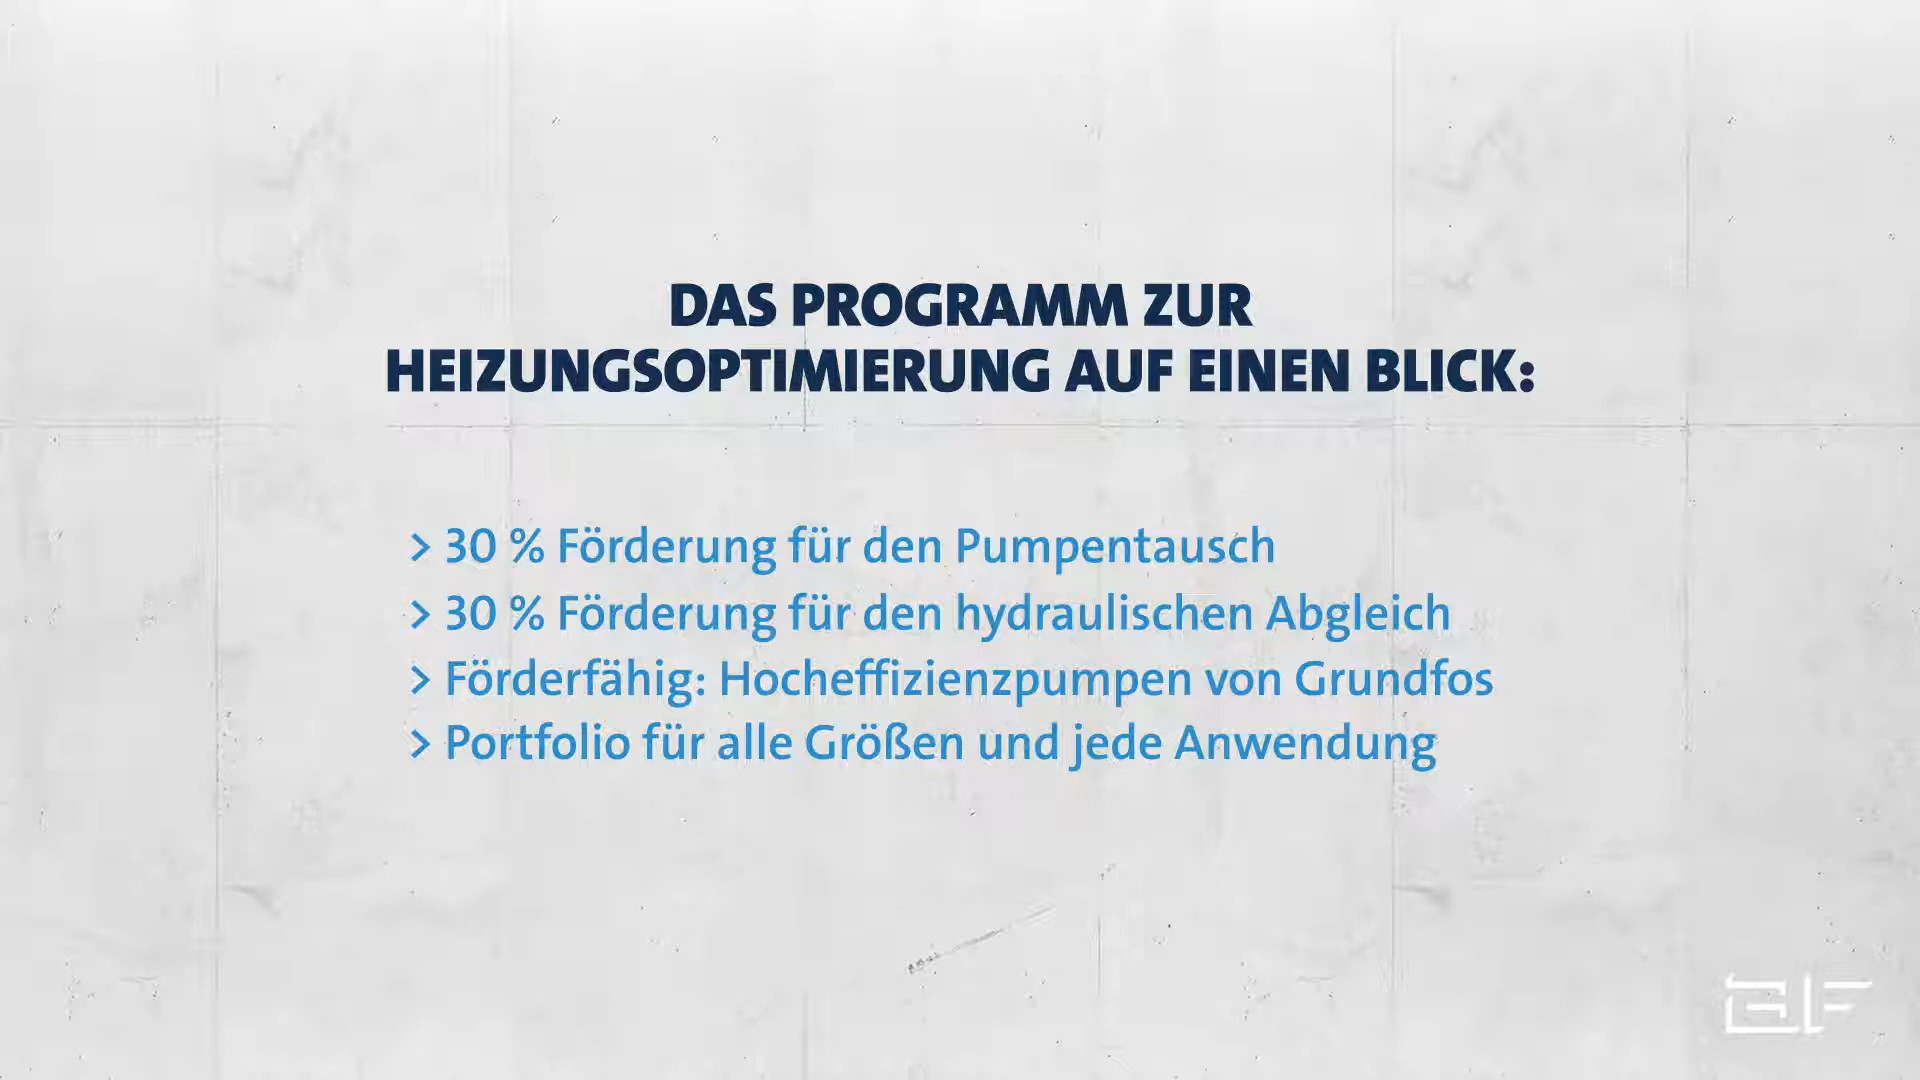 DAS PROGRAMM ZUR
HEIZUNGSOPTIMIERUNG AUF EINEN BLICK:
> 30 % Förderung für den Pumpentausch
> 30 % Förderung für den hydraulischen Abgleich
> Förderfähig: Hocheffizienzpumpen von Grundfos
> Portfolio für alle Größen und jede Anwendung